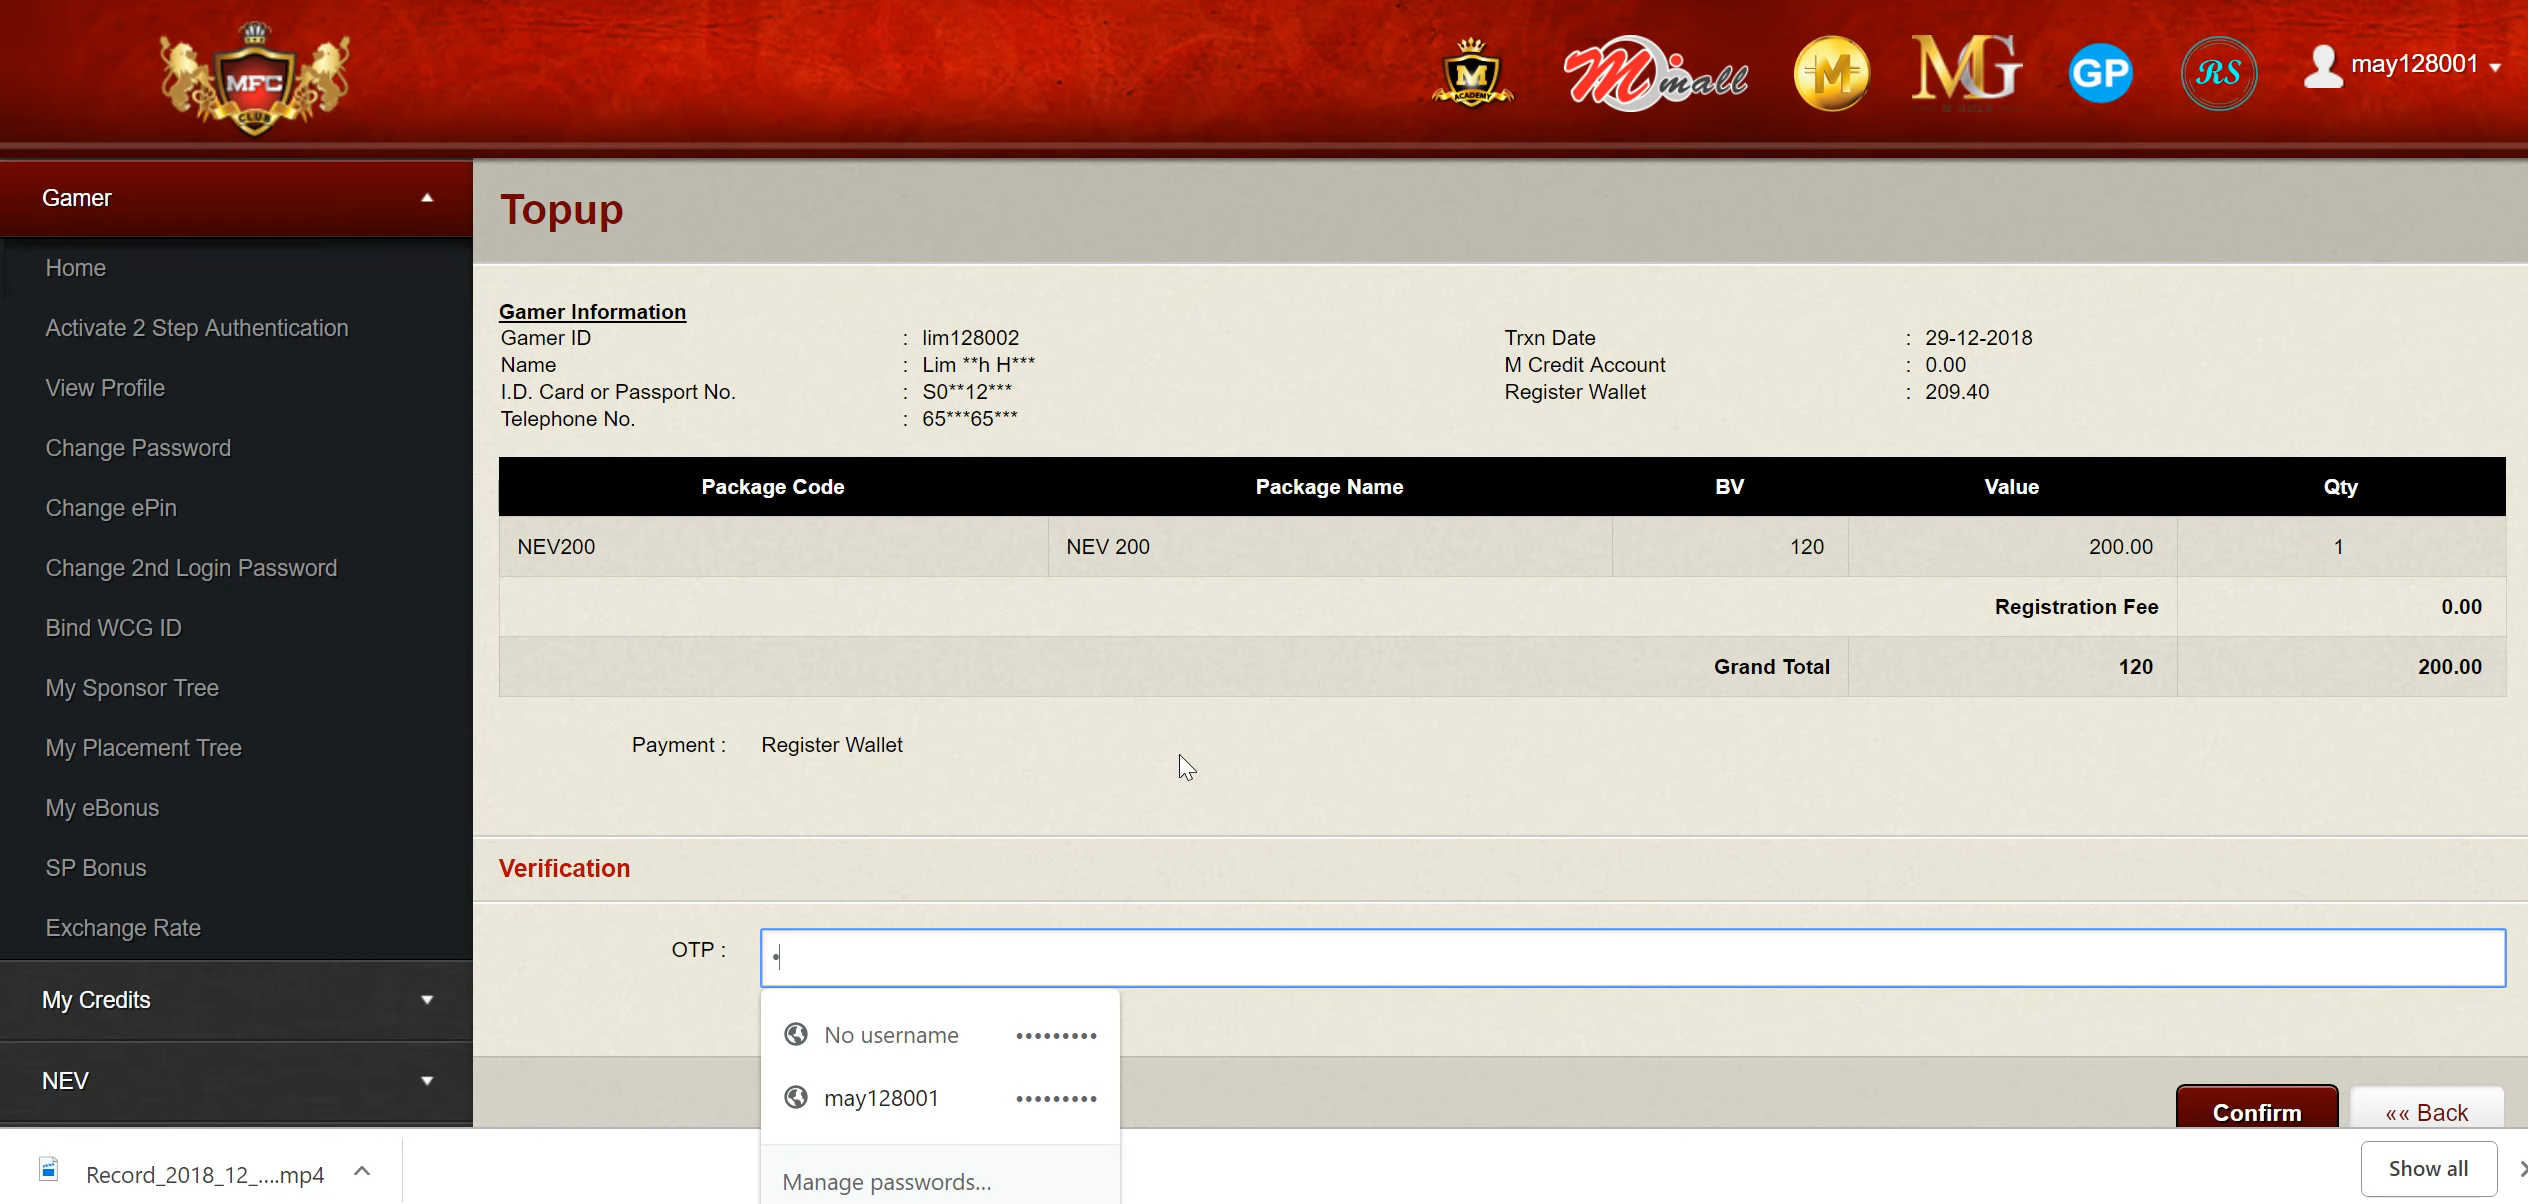 MFC
CLUB
M
ACADEMY
M mall
M
MG
GP
RS
may128001
Gamer
Home
Activate 2 Step Authentication
View Profile
Change Password
Change ePin
Change 2nd Login Password
Bind WCG ID
My Sponsor Tree
My Placement Tree
My eBonus
SP Bonus
Exchange Rate
My Credits
NEV
Topup
Gamer Information
Gamer ID : lim128002
Name : Lim **h H***
I.D. Card or Passport No. : S0**12***
Telephone No. : 65***65***
Trxn Date : 29-12-2018
M Credit Account : 0.00
Register Wallet : 209.40
Package Code Package Name BV Value Qty
NEV200 NEV 200 120 200.00 1
Registration Fee 0.00
Grand Total 120 200.00
Payment : Register Wallet
Verification
OTP : •
No username •••••••••
may128001 •••••••••
Manage passwords...
Confirm «« Back
Record_2018_12_....mp4
Show all